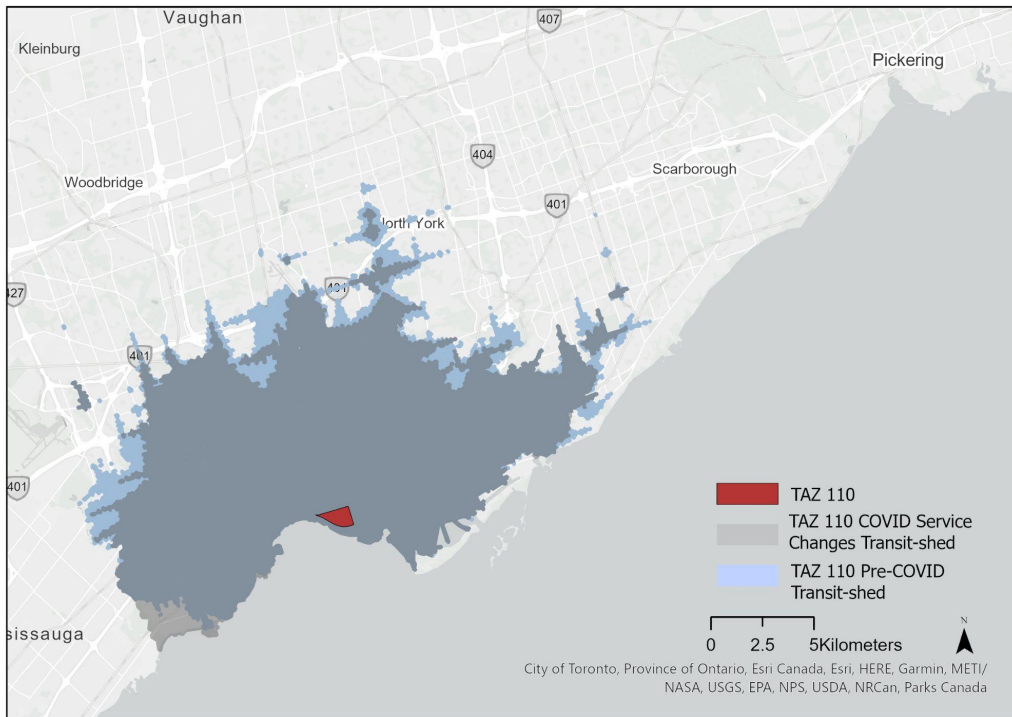 Vaughan
407
Kleinburg
Pickering
404
Scarborough
Woodbridge
401
North York
427
401
401
401
TAZ 110
TAZ 110 COVID Service
Changes Transit-shed
TAZ 110 Pre-COVID
Transit-shed
sissauga
0 2.5 5Kilometers
N
City of Toronto, Province of Ontario, Esri Canada, Esri, HERE, Garmin, METI/
NASA, USGS, EPA, NPS, USDA, NRCan, Parks Canada